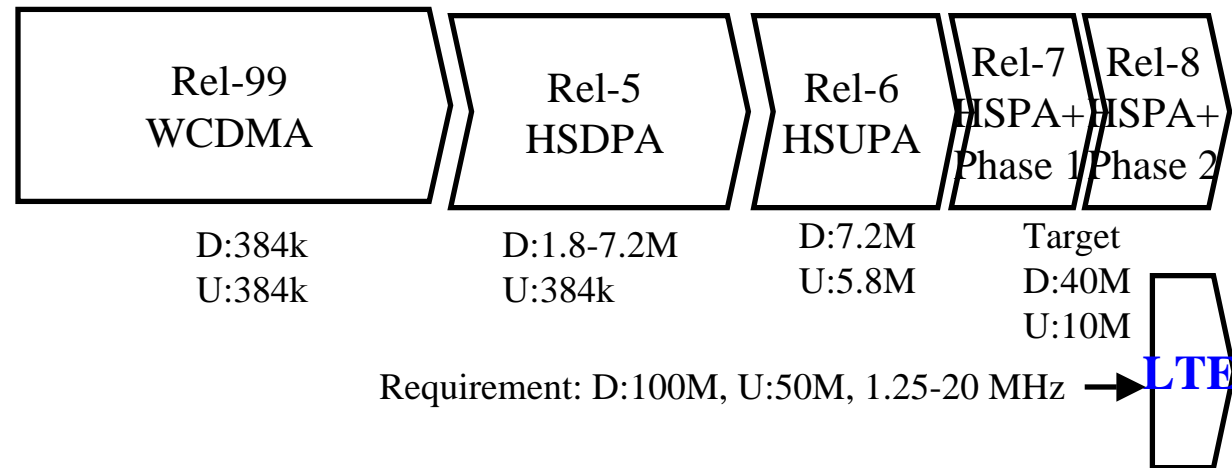 Rel-99
WCDMA
Rel-5
HSDPA
Rel-6
HSUPA
Rel-7
HSPA+
Phase 1
Rel-8
HSPA+
Phase 2
D:384k
U:384k
D:1.8-7.2M
U:384k
D:7.2M
U:5.8M
Target
D:40M
U:10M
Requirement: D:100M, U:50M, 1.25-20 MHz
LTE